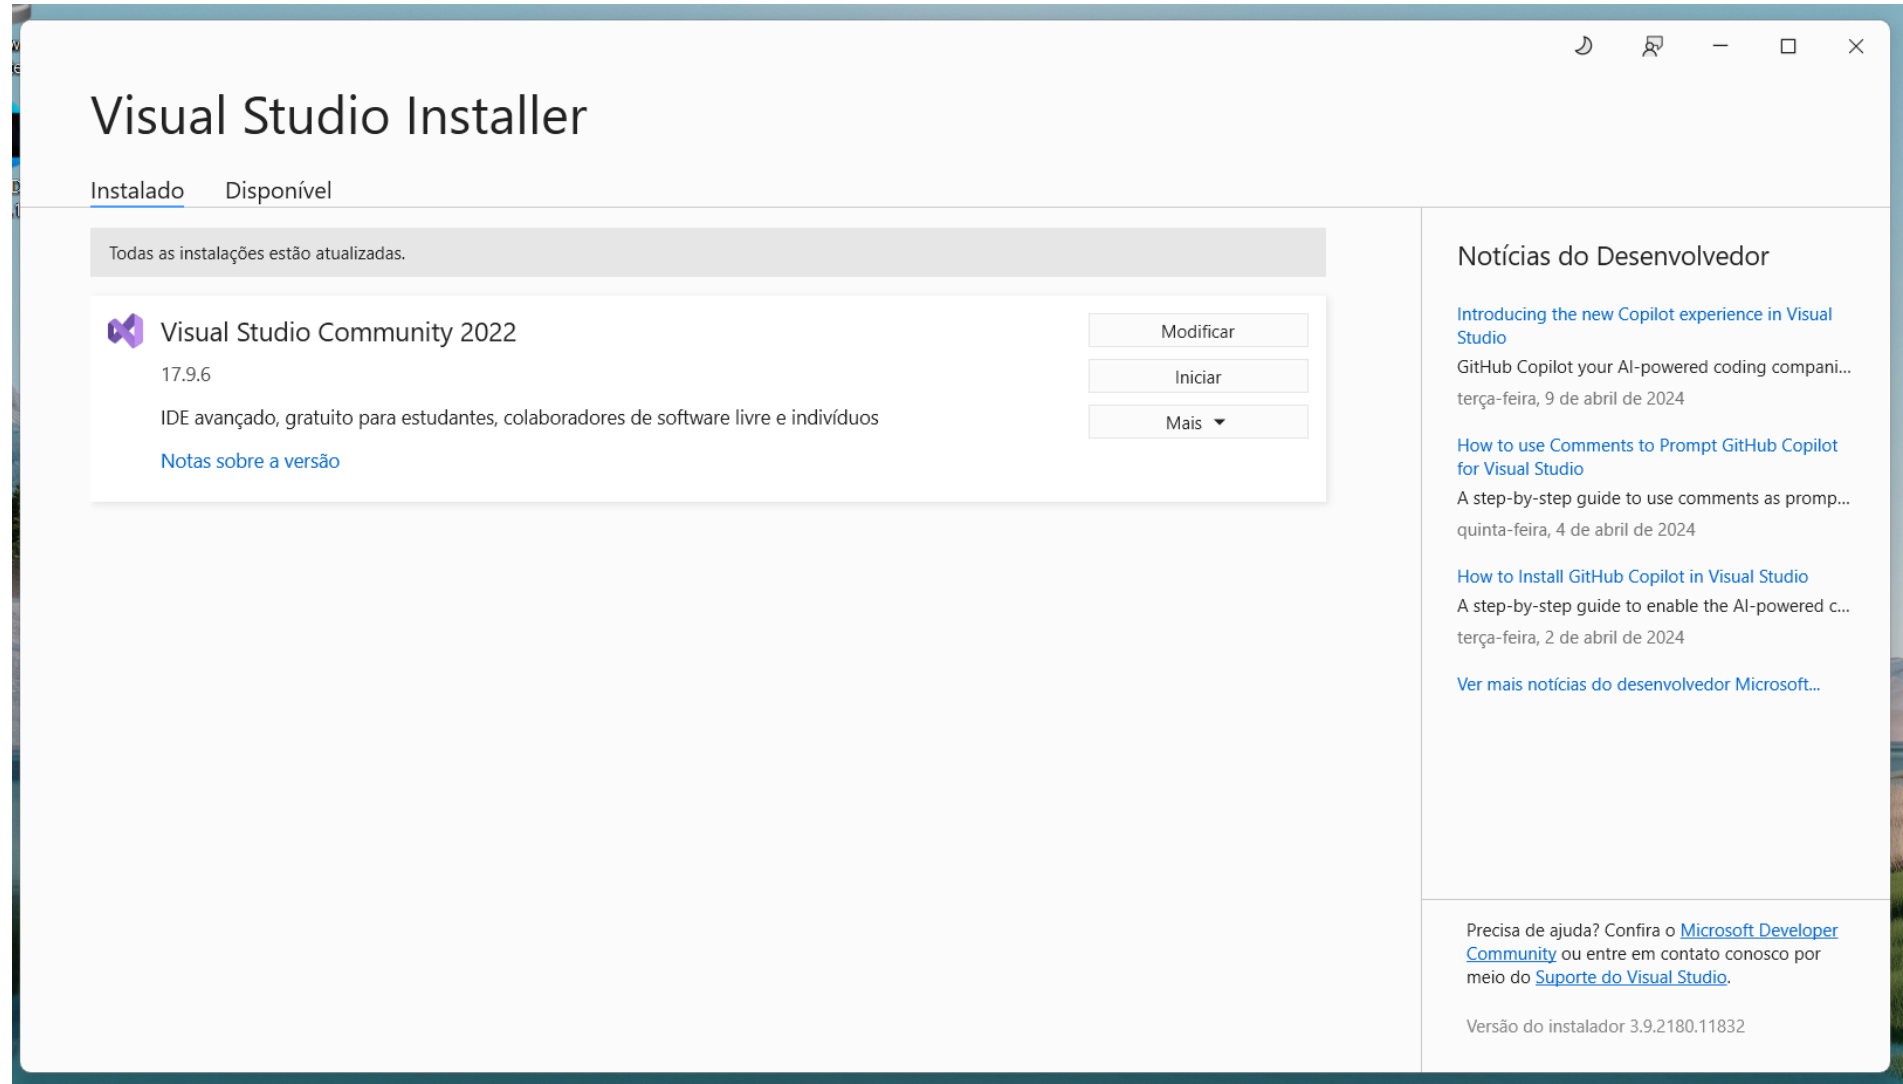 Visual Studio Installer
Instalado
Disponível
Todas as instalações estão atualizadas.
Visual Studio Community 2022
17.9.6
IDE avançado, gratuito para estudantes, colaboradores de software livre e indivíduos
Notas sobre a versão
Modificar
Iniciar
Mais
Notícias do Desenvolvedor
Introducing the new Copilot experience in Visual
Studio
GitHub Copilot your AI-powered coding compani...
terça-feira, 9 de abril de 2024
How to use Comments to Prompt GitHub Copilot
for Visual Studio
A step-by-step guide to use comments as promp...
quinta-feira, 4 de abril de 2024
How to Install GitHub Copilot in Visual Studio
A step-by-step guide to enable the AI-powered c...
terça-feira, 2 de abril de 2024
Ver mais notícias do desenvolvedor Microsoft...
Precisa de ajuda? Confira o Microsoft Developer
Community ou entre em contato conosco por
meio do Suporte do Visual Studio.
Versão do instalador 3.9.2180.11832